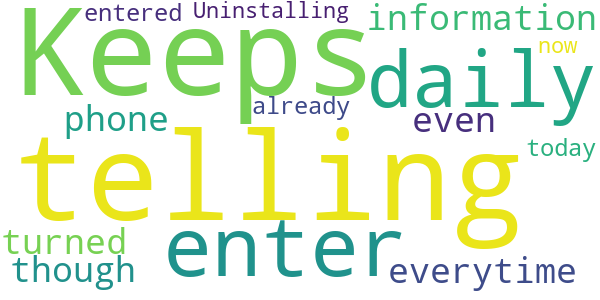 entered Uninstalling information
Keeps now
daily
phone already even
telling today
turned enter
though everytime